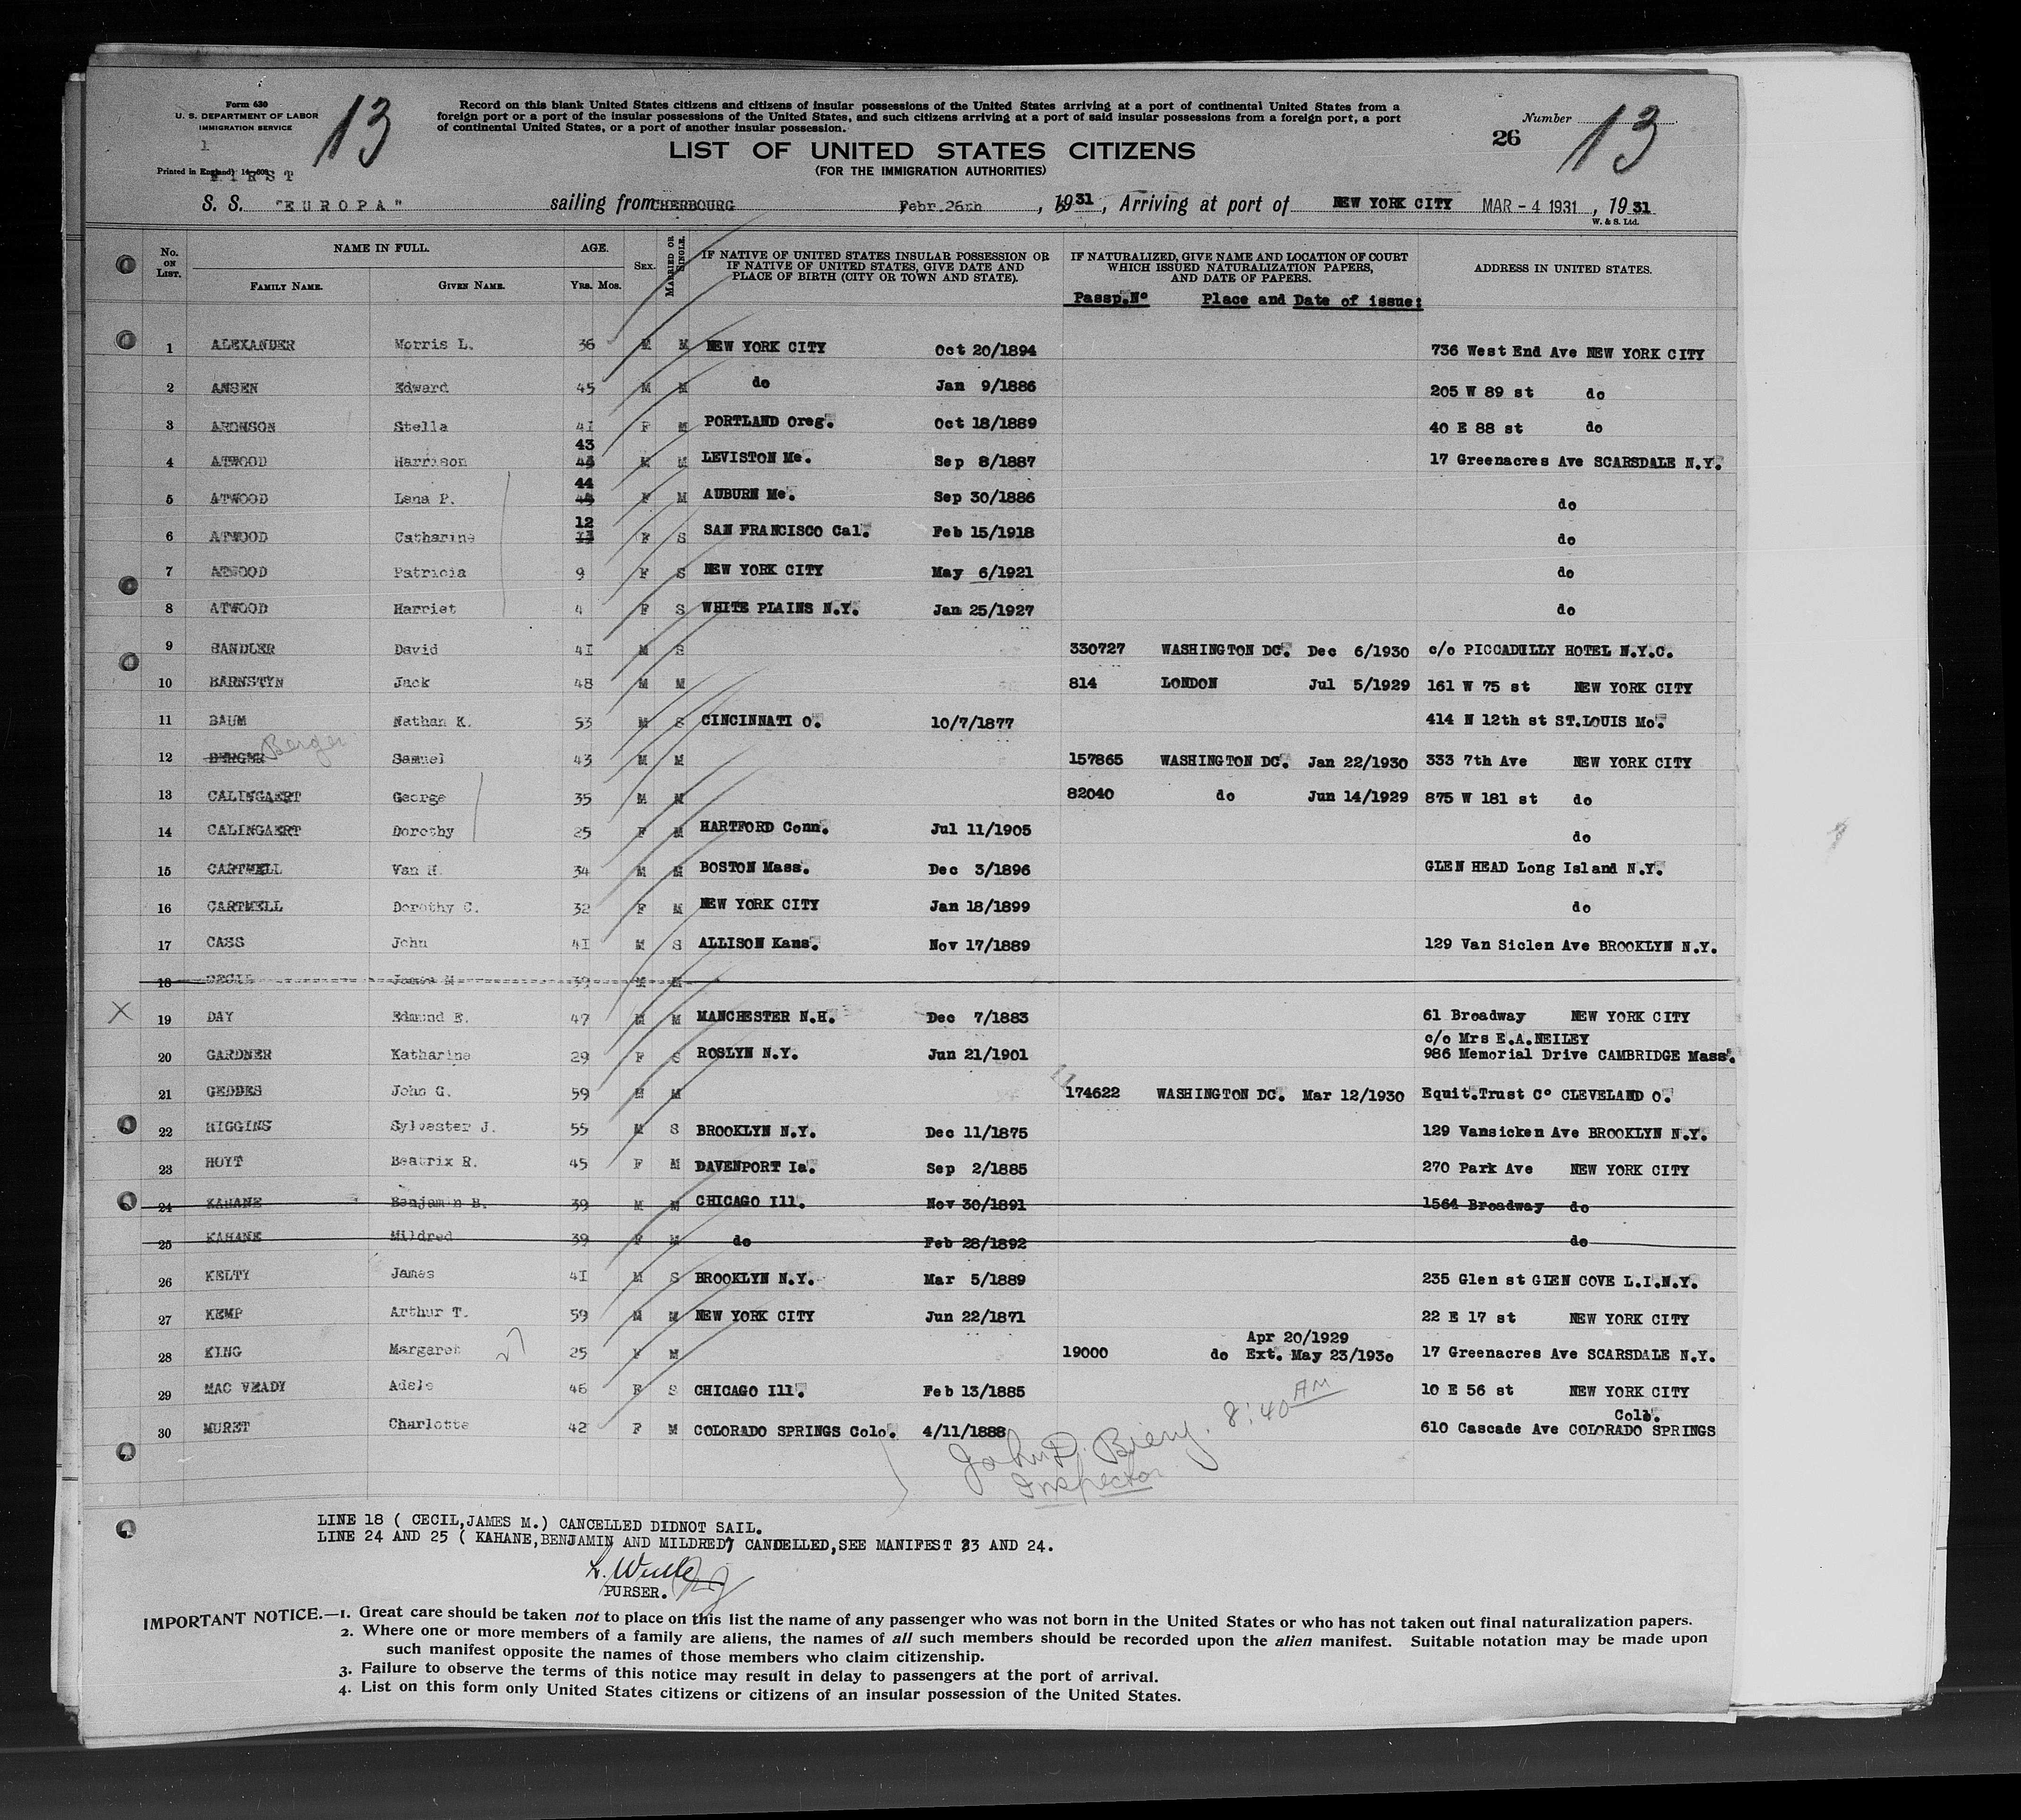 Form 630
U. S. DEPARTMENT OF LABOR
IMMIGRATION SERVICE
1
Printed in England)
FIRST
13
Record on this blank United States citizens and citizens of insular possessions of the United States arriving at a port of continental United States from a
foreign port or a port of the insular possessions of the United States, and such citizens arriving at a port of said insular possessions from a foreign port, a port
of continental United States, or a port of another insular possession.
LIST OF UNITED STATES CITIZENS
(FOR THE IMMIGRATION AUTHORITIES)
Number 13
26
S. S. "EUROPA" sailing from CHERBOURG Febr 26th, 1931, Arriving at port of NEW YORK CITY MAR - 4 1931, 1931
W. & S. Ltd.
No. ON LIST. NAME IN FULL. FAMILY NAME. GIVEN NAME. AGE. Yrs. Mos. SEX. MARRIED OR SINGLE.
IF NATIVE OF UNITED STATES INSULAR POSSESSION OR
IF NATIVE OF UNITED STATES, GIVE DATE AND
PLACE OF BIRTH (CITY OR TOWN AND STATE).
IF NATURALIZED, GIVE NAME AND LOCATION OF COURT
WHICH ISSUED NATURALIZATION PAPERS,
AND DATE OF PAPERS.
Passp.Nº Place and Date of issue:
ADDRESS IN UNITED STATES.
1 ALEXANDER Morris L. 36 M M NEW YORK CITY Oct 20/1894 736 West End Ave NEW YORK CITY
2 ANSEN Edward 45 M M do Jan 9/1886 205 W 89 st do
3 ARONSON Stella 41 F M PORTLAND Oreg. Oct 18/1889 40 E 88 st do
43
4 ATWOOD Harrison M M LEVISTON Me. Sep 8/1887 17 Greenacres Ave SCARSDALE N.Y.
44
5 ATWOOD Lena P. F M AUBURN Me. Sep 30/1886 do
12
6 ATWOOD Catharine 13 F S SAN FRANCISCO Cal. Feb 15/1918 do
7 ATWOOD Patricia 9 F S NEW YORK CITY May 6/1921 do
8 ATWOOD Harriet 4 F S WHITE PLAINS N.Y. Jan 25/1927 do
9 BANDLER David 41 M S 330727 WASHINGTON DC. Dec 6/1930 c/o PICCADILLY HOTEL N.Y.C.
10 BARNSTYN Jack 48 M M 814 LONDON Jul 5/1929 161 W 75 st NEW YORK CITY
11 BAUM Nathan K. 53 M S CINCINNATI O. 10/7/1877 414 N 12th st ST.LOUIS Mo.
12 BERGER Berger Samuel 43 M M 157865 WASHINGTON DC. Jan 22/1930 333 7th Ave NEW YORK CITY
13 CALINGAERT George 35 M M 82040 do Jun 14/1929 875 W 181 st do
14 CALINGAERT Dorothy 25 F M HARTFORD Conn. Jul 11/1905 do
15 CARTMELL Van H. 34 M M BOSTON Mass. Dec 3/1896 GLEN HEAD Long Island N.Y.
16 CARTMELL Dorothy C. 32 F M NEW YORK CITY Jan 18/1899 do
17 CASS John 41 M S ALLISON Kans. Nov 17/1889 129 Van Siclen Ave BROOKLYN N.Y.
18 CECIL James M 39 M M
X 19 DAY Edmund E. 47 M M MANCHESTER N.H. Dec 7/1883 61 Broadway NEW YORK CITY
c/o Mrs E.A.NEILEY
20 GARDNER Katharine 29 F S ROSLYN N.Y. Jun 21/1901 986 Memorial Drive CAMBRIDGE Mass.
21 GEDDES John G. 59 M M 174622 WASHINGTON DC. Mar 12/1930 Equit.Trust Cº CLEVELAND O.
22 HIGGINS Sylvester J. 55 M S BROOKLYN N.Y. Dec 11/1875 129 Vansicken Ave BROOKLYN N.Y.
23 HOYT Beatrix R. 45 F M DAVENPORT Ia. Sep 2/1885 270 Park Ave NEW YORK CITY
24 KAHANE Benjamin B. 39 M M CHICAGO Ill. Nov 30/1891 1564 Broadway do
25 KAHANE Mildred 39 F M do Feb 28/1892 do
26 KELTY James 41 M S BROOKLYN N.Y. Mar 5/1889 235 Glen st GLEN COVE L.I.N.Y.
27 KEMP Arthur T. 59 M M NEW YORK CITY Jun 22/1871 22 E 17 st NEW YORK CITY
Apr 20/1929
28 KING Margaret 25 F M 19000 do Ext. May 23/1930 17 Greenacres Ave SCARSDALE N.Y.
29 MAC VEADY Adele 46 F S CHICAGO Ill. Feb 13/1885 10 E 56 st NEW YORK CITY
Colo.
30 MURET Charlotte 42 F M COLORADO SPRINGS Colo. 4/11/1888 610 Cascade Ave COLORADO SPRINGS
John D. Biery. 8:40 AM
Inspector
LINE 18 ( CECIL,JAMES M.) CANCELLED DIDNOT SAIL.
LINE 24 AND 25 ( KAHANE,BENJAMIN AND MILDRED) CANCELLED,SEE MANIFEST 23 AND 24.
PURSER.
IMPORTANT NOTICE.—1. Great care should be taken not to place on this list the name of any passenger who was not born in the United States or who has not taken out final naturalization papers.
2. Where one or more members of a family are aliens, the names of all such members should be recorded upon the alien manifest. Suitable notation may be made upon
such manifest opposite the names of those members who claim citizenship.
3. Failure to observe the terms of this notice may result in delay to passengers at the port of arrival.
4. List on this form only United States citizens or citizens of an insular possession of the United States.